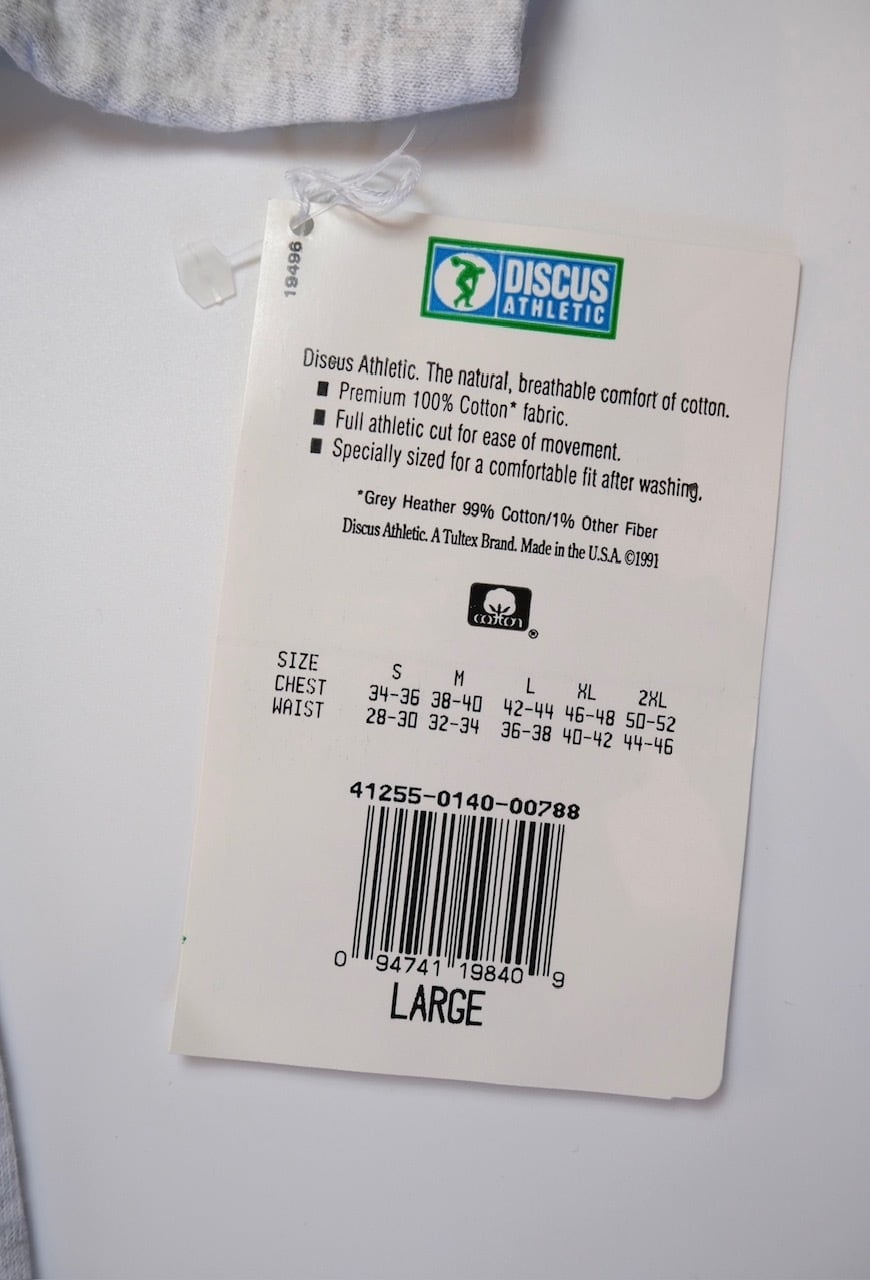 19496
DISCUS
ATHLETIC
Discus Athletic. The natural, breathable comfort of cotton.
■ Premium 100% Cotton* fabric.
■ Full athletic cut for ease of movement.
■ Specially sized for a comfortable fit after washing.
*Grey Heather 99% Cotton/1% Other Fiber
Discus Athletic. A Tultex Brand. Made in the U.S.A. ©1991
cotton ®
SIZE S M L XL 2XL
CHEST 34-36 38-40 42-44 46-48 50-52
WAIST 28-30 32-34 36-38 40-42 44-46
41255-0140-00788
0 94741 19840 9
LARGE